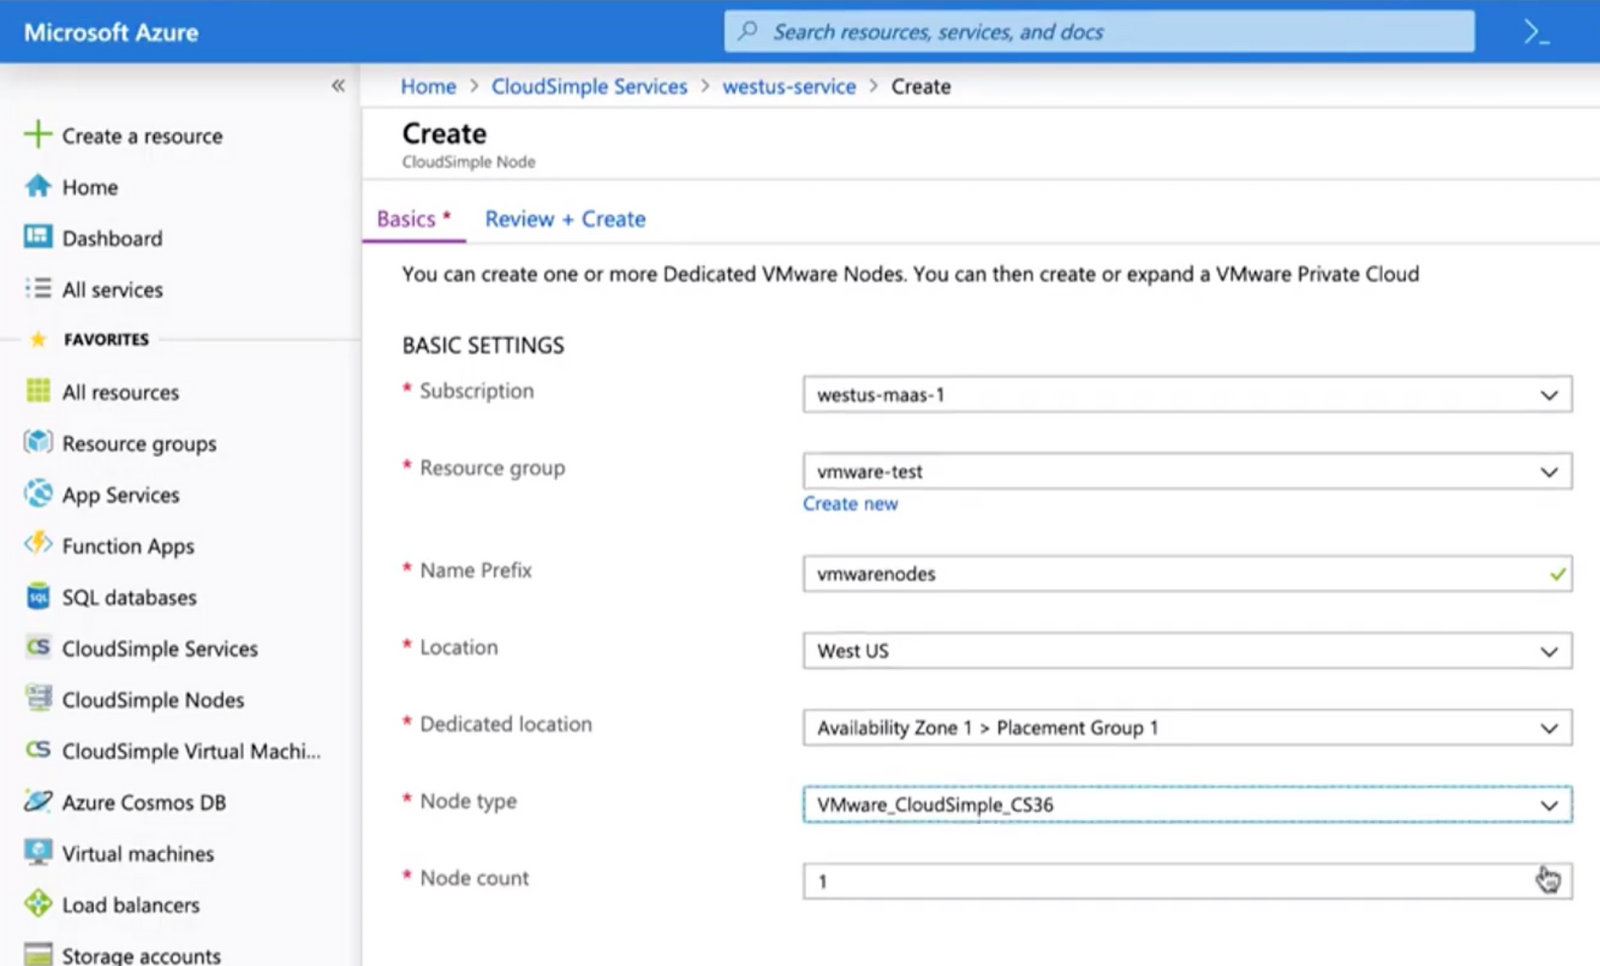 Microsoft Azure
Search resources, services, and docs
Home > CloudSimple Services > westus-service > Create
Create a resource
Home
Dashboard
All services
FAVORITES
All resources
Resource groups
App Services
Function Apps
SQL databases
CloudSimple Services
CloudSimple Nodes
CloudSimple Virtual Machi...
Azure Cosmos DB
Virtual machines
Load balancers
Storage accounts
Create
CloudSimple Node
Basics * Review + Create
You can create one or more Dedicated VMware Nodes. You can then create or expand a VMware Private Cloud
BASIC SETTINGS
* Subscription westus-maas-1
* Resource group vmware-test
Create new
* Name Prefix vmwarenodes
* Location West US
* Dedicated location Availability Zone 1 > Placement Group 1
* Node type VMware_CloudSimple_CS36
* Node count 1